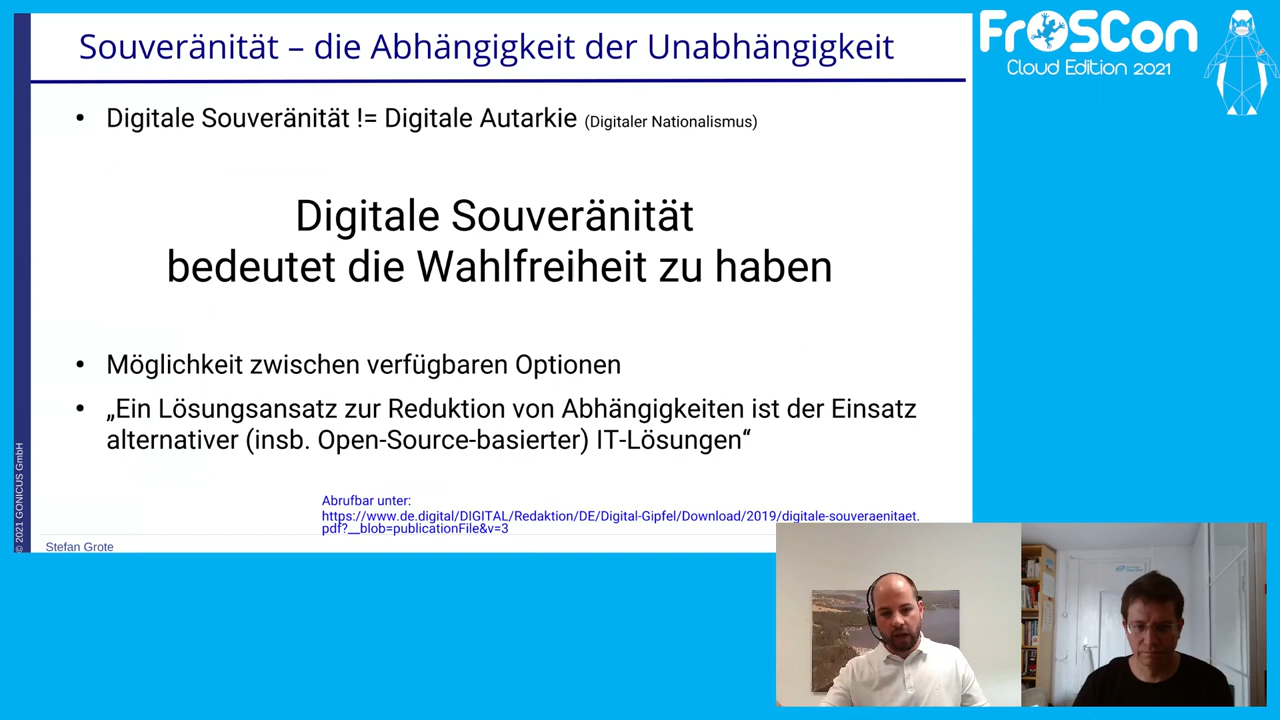 Souveränität – die Abhängigkeit der Unabhängigkeit
• Digitale Souveränität != Digitale Autarkie (Digitaler Nationalismus)
Digitale Souveränität
bedeutet die Wahlfreiheit zu haben
• Möglichkeit zwischen verfügbaren Optionen
• „Ein Lösungsansatz zur Reduktion von Abhängigkeiten ist der Einsatz
alternativer (insb. Open-Source-basierter) IT-Lösungen“
Abrufbar unter:
https://www.de.digital/DIGITAL/Redaktion/DE/Digital-Gipfel/Download/2019/digitale-souveraenitaet.
pdf?__blob=publicationFile&v=3
Stefan Grote
© 2021 GONICUS GmbH
FrOSCon
Cloud Edition 2021